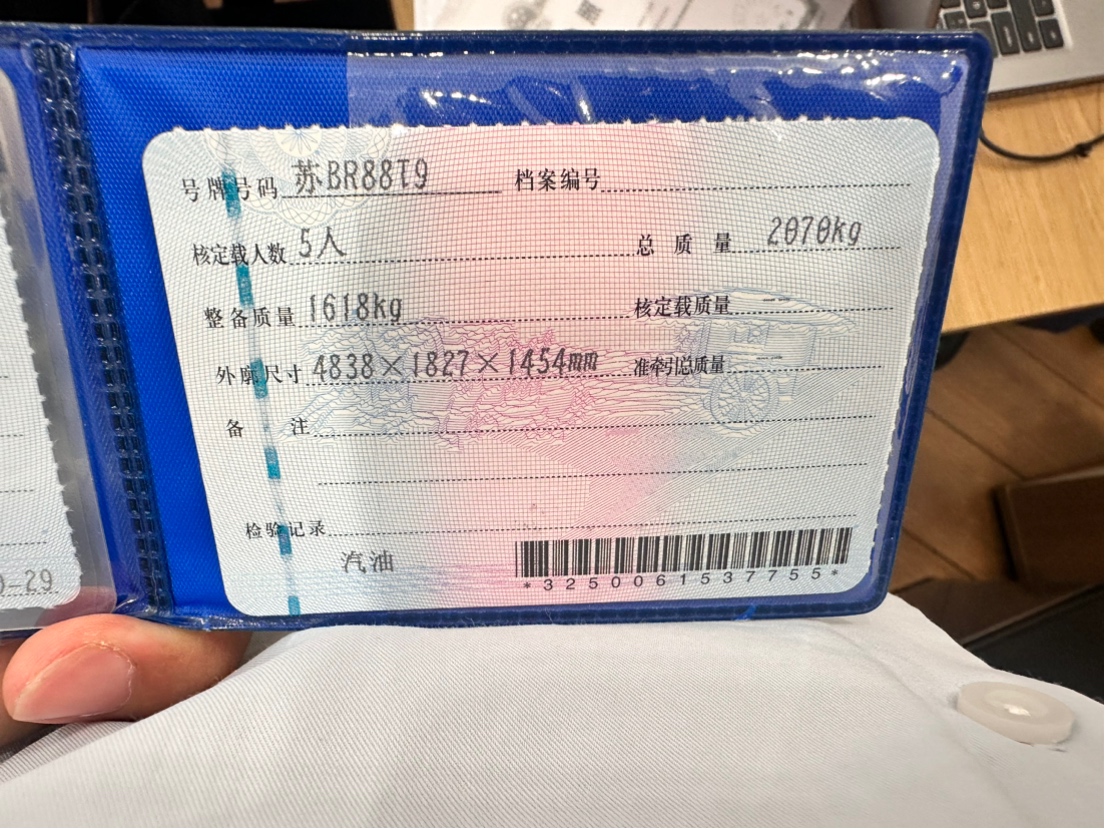 号牌号码 苏BR88T9 档案编号
核定载人数 5人 总质量 2070kg
整备质量 1618kg 核定载质量 --
外廓尺寸 4838×1827×1454mm 准牵引总质量 --
备注
检验记录
汽油
*3250061537755*
-29